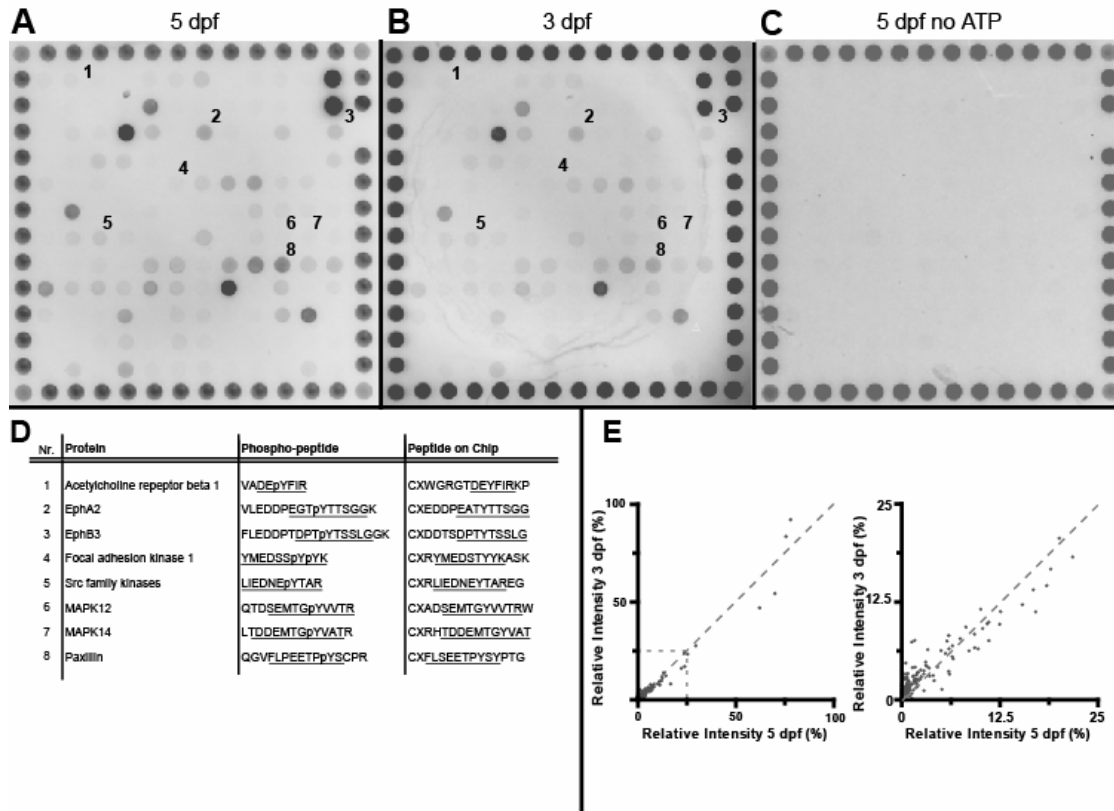 A
5 dpf
B
3 dpf
C
5 dpf no ATP
1
2
3
4
5
6
7
8
1
2
3
4
5
6
7
8
D
Nr. Protein Phospho-peptide Peptide on Chip
1 Acetylcholine repeptor beta 1 VADEpYFIR CXWGRGTDEYFIRKP
2 EphA2 VLEDDPEGTpYTTSGGK CXEDDPEATYTTSGG
3 EphB3 FLEDDPTDPTpYTSSLGGK CXDDTSDPTYTSSLG
4 Focal adhesion kinase 1 YMEDSSpYpYK CXRYMEDSTYYKASK
5 Src family kinases LIEDNEpYTAR CXRLIEDNEYTAREG
6 MAPK12 QTDSEMTGpYVVTR CXADSEMTGYVVTRW
7 MAPK14 LTDDEMTGpYVATR CXRHTDDEMTGYVAT
8 Paxillin QGVFLPEETPpYSCPR CXFLSEETPYSYPTG
E
Relative Intensity 3 dpf (%)
100
50
0
0
50
100
Relative Intensity 5 dpf (%)
Relative Intensity 3 dpf (%)
25
12.5
0
0
12.5
25
Relative Intensity 5 dpf (%)